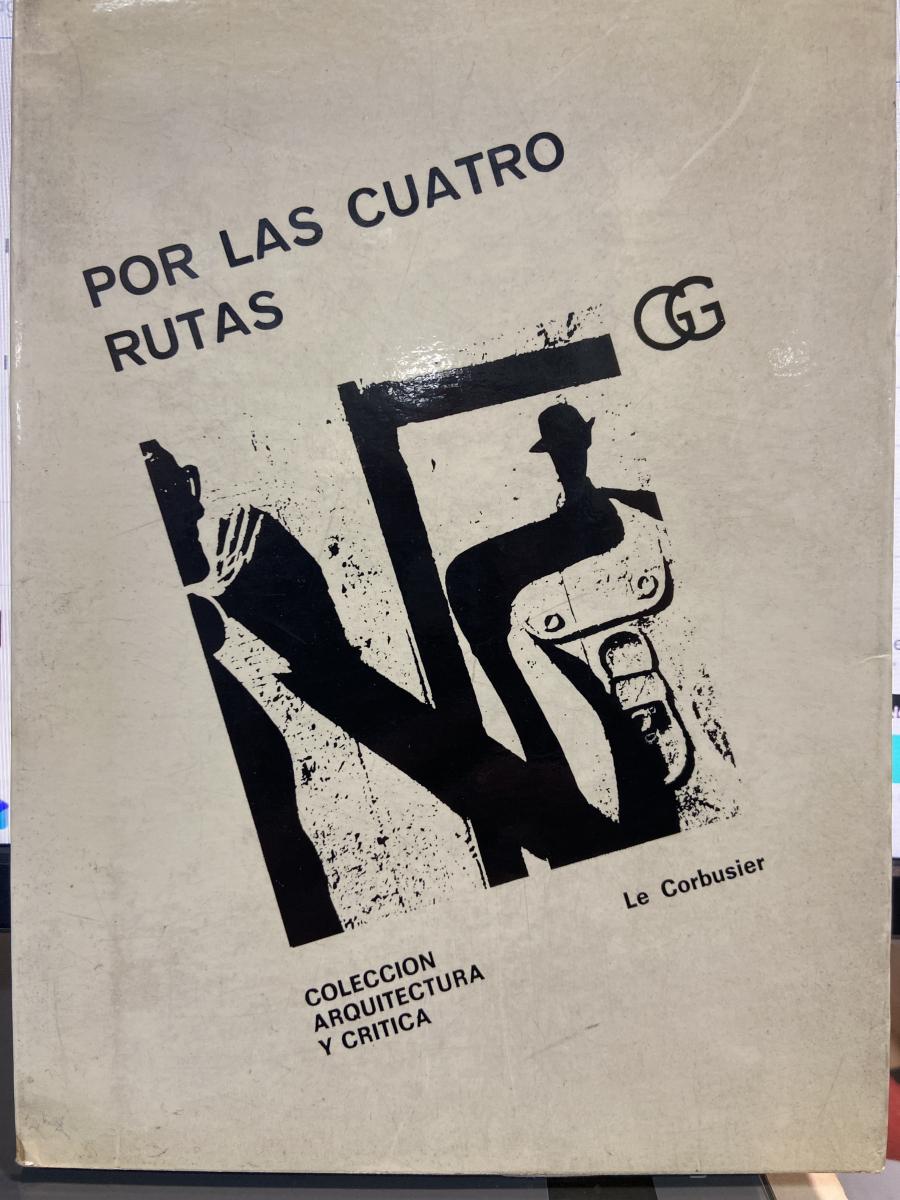 POR LAS CUATRO
RUTAS
GG
Le Corbusier
COLECCION
ARQUITECTURA
Y CRITICA